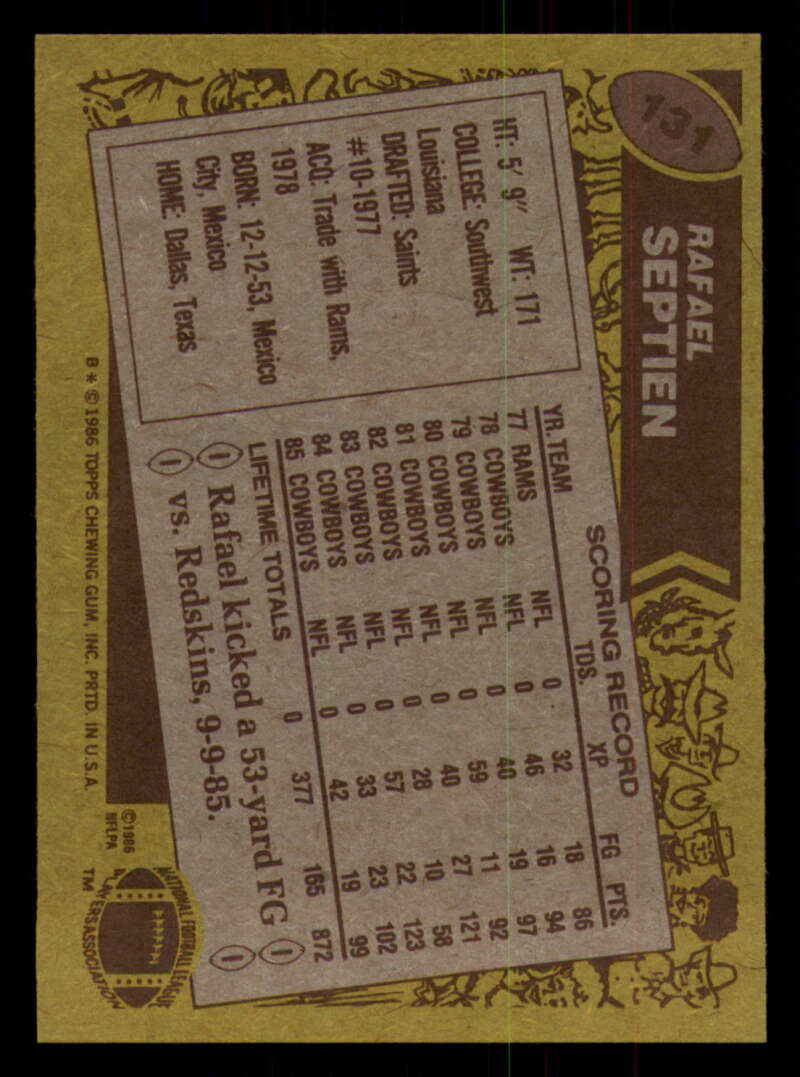 131
RAFAEL
SEPTIEN
HT: 5' 9" WT: 171
COLLEGE: Southwest
Louisiana
DRAFTED: Saints
#10-1977
ACQ: Trade with Rams,
1978
BORN: 12-12-53, Mexico
City, Mexico
HOME: Dallas, Texas
SCORING RECORD
YR. TEAM TDS. XP FG PTS.
77 RAMS NFL 0 32 18 86
78 COWBOYS NFL 0 46 16 94
79 COWBOYS NFL 0 40 19 97
80 COWBOYS NFL 0 59 11 92
81 COWBOYS NFL 0 40 27 121
82 COWBOYS NFL 0 28 10 58
83 COWBOYS NFL 0 57 22 123
84 COWBOYS NFL 0 33 23 102
85 COWBOYS NFL 0 42 19 99
LIFETIME TOTALS 0 377 165 872
Rafael kicked a 53-yard FG
vs. Redskins, 9-9-85.
B * © 1986 TOPPS CHEWING GUM, INC. PRTD. IN U.S.A.
© 1986
NFLPA
NATIONAL FOOTBALL LEAGUE
PLAYERS ASSOCIATION
TM